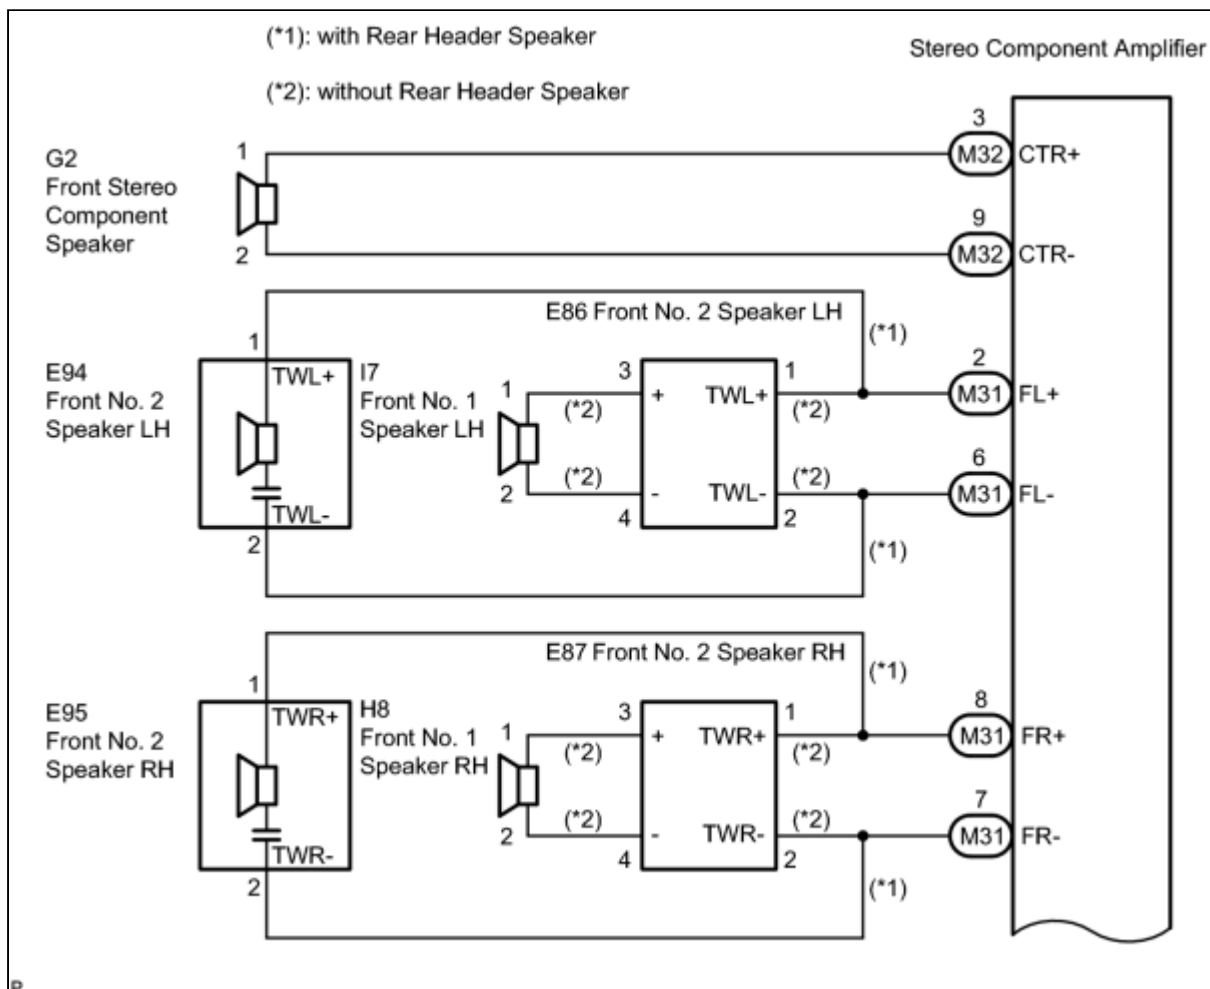 (*1): with Rear Header Speaker
Stereo Component Amplifier
(*2): without Rear Header Speaker
3
1
G2
M32
CTR+
Front Stereo
Component
9
Speaker
2
M32
CTR-
E86 Front No. 2 Speaker LH
(*1)
1
2
E94
TWL+
I7
1
3
1
Front No. 2
Front No. 1
(*2)
+
TWL+
(*2)
M31
FL+
Speaker LH
Speaker LH
6
(*2)
-
TWL-
(*2)
M31
FL-
TWL-
2
4
2
2
(*1)
E87 Front No. 2 Speaker RH
(*1)
1
8
E95
TWR+
H8
1
3
1
Front No. 2
Front No. 1
(*2)
+
TWR+
(*2)
M31
FR+
Speaker RH
Speaker RH
7
(*2)
-
TWR-
(*2)
M31
FR-
TWR-
2
4
2
2
(*1)
P